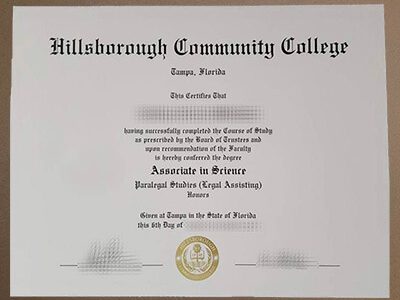 Hillsborough Community College
Tampa, Florida
This Certifies That
having successfully completed the Course of Study
as prescribed by the Board of Trustees and
upon recommendation of the Faculty
is hereby conferred the degree
Associate in Science
Paralegal Studies (Legal Assisting)
Honors
Given at Tampa in the State of Florida
this 8th Day of